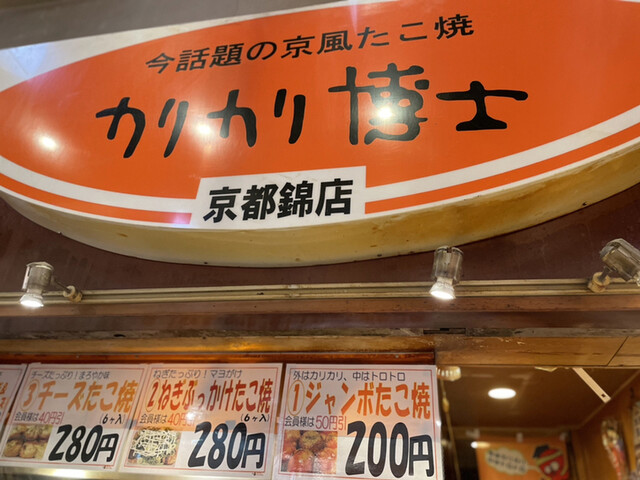 今話題の京風たこ焼
カリカリ博士
京都錦店
チーズたっぷり!まろやか味
3チーズたこ焼
会員様は40円引
(6ヶ入)
280円
ねぎたっぷり!マヨがけ
2ねぎぶっかけたこ焼
会員様は40円引
(6ヶ入)
280円
外はカリカリ、中はトロトロ
1ジャンボたこ焼
会員様は50円引
200円